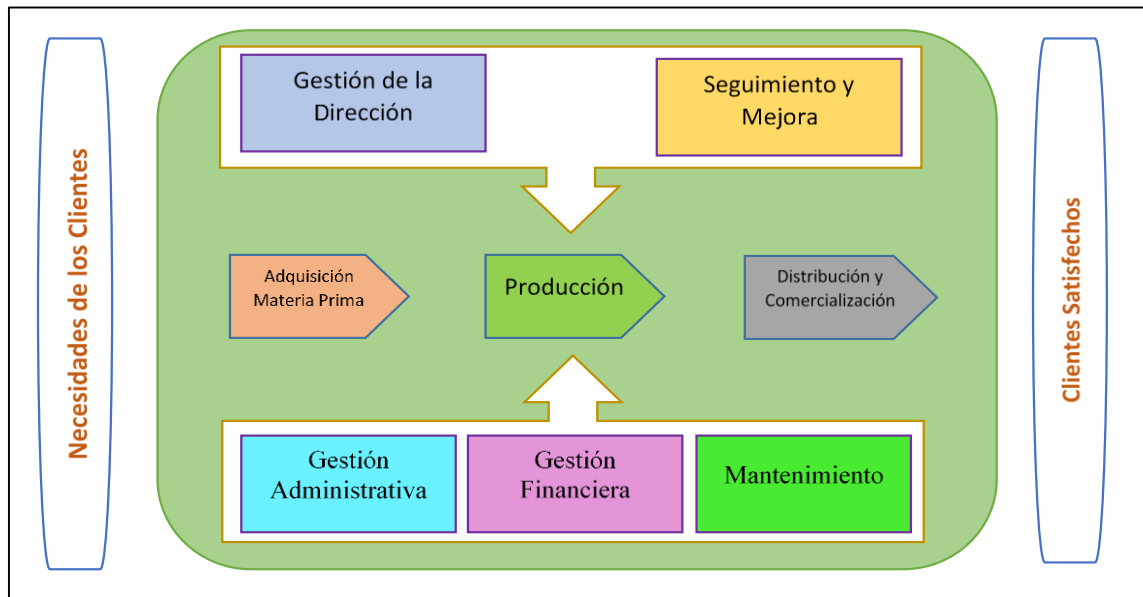 Necesidades de los Clientes
Gestión de la
Dirección
Seguimiento y
Mejora
Adquisición
Materia Prima
Producción
Distribución y
Comercialización
Gestión
Administrativa
Gestión
Financiera
Mantenimiento
Clientes Satisfechos